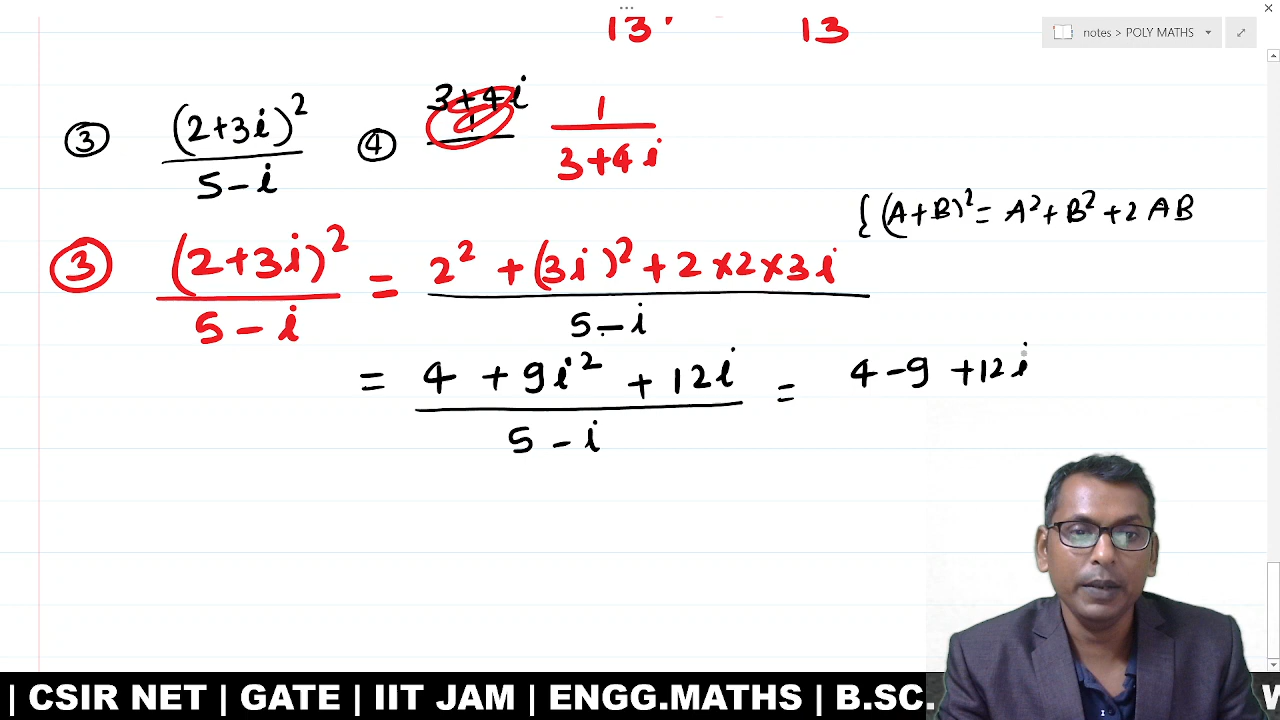 ...
notes > POLY MATHS
13 . 13
③ (2+3i)² / 5-i ④ 3+4i 1 / 3+4i
{ (A+B)² = A²+B²+2AB
③ (2+3i)² / 5-i = 2² + (3i)² + 2×2×3i / 5-i
= 4 + 9i² + 12i / 5-i = 4-9 +12i
| CSIR NET | GATE | IIT JAM | ENGG.MATHS | B.SC.